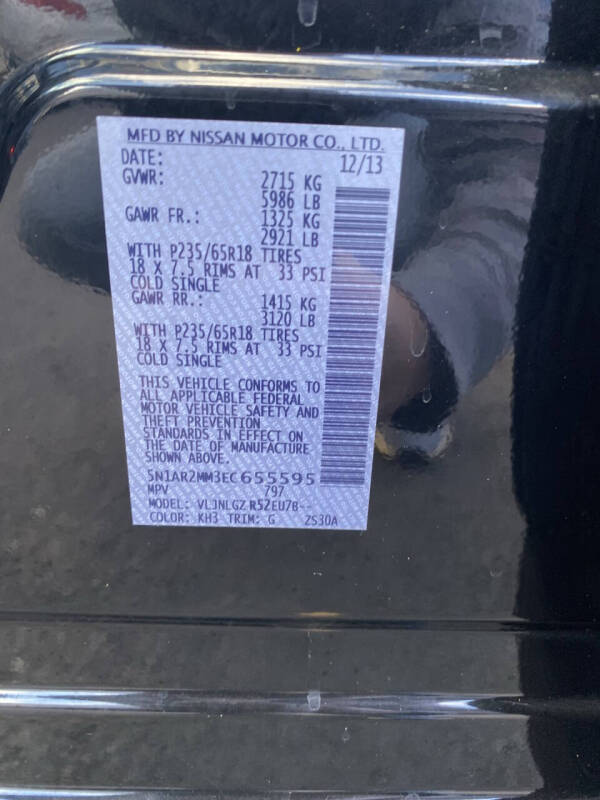 MFD BY NISSAN MOTOR CO., LTD.
DATE: 12/13
GVWR: 2715 KG
5986 LB
GAWR FR.: 1325 KG
2921 LB
WITH P235/65R18 TIRES
18 X 7.5 RIMS AT 33 PSI
COLD SINGLE
GAWR RR.: 1415 KG
3120 LB
WITH P235/65R18 TIRES
18 X 7.5 RIMS AT 33 PSI
COLD SINGLE
THIS VEHICLE CONFORMS TO
ALL APPLICABLE FEDERAL
MOTOR VEHICLE SAFETY AND
THEFT PREVENTION
STANDARDS IN EFFECT ON
THE DATE OF MANUFACTURE
SHOWN ABOVE.
5N1AR2MM3EC655595
MPV 797
MODEL: VLJNLGZ R52EU7B--
COLOR: KH3 TRIM: G 2S30A